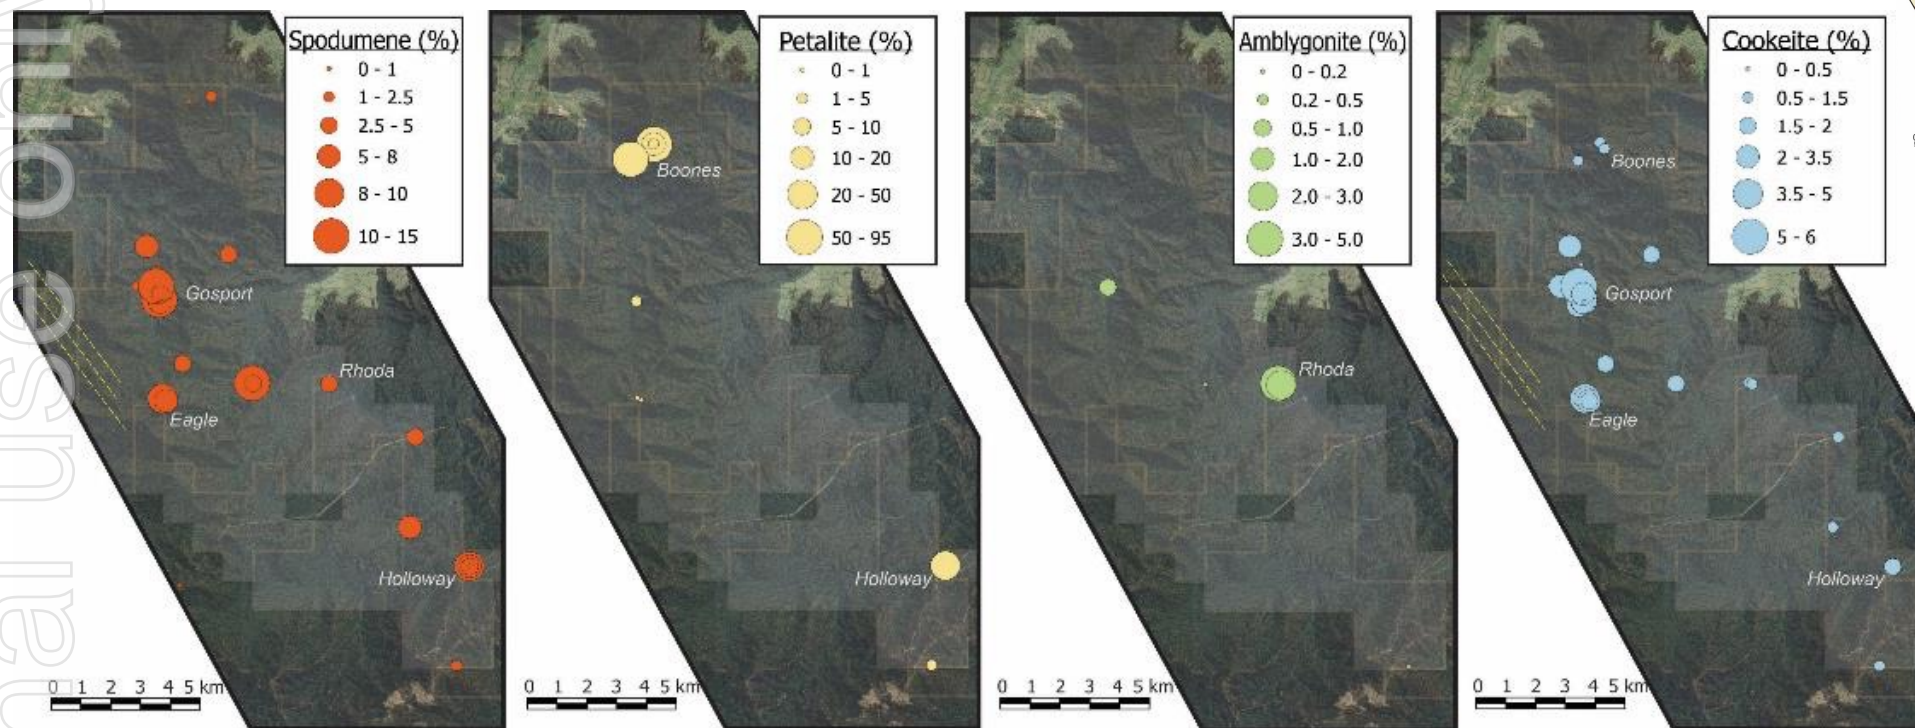 Spodumene (%)
0 - 1
1 - 2.5
2.5 - 5
5 - 8
8 - 10
10 - 15
Gosport
Rhoda
Eagle
Holloway
0 1 2 3 4 5 km
Petalite (%)
0 - 1
1 - 5
5 - 10
10 - 20
20 - 50
50 - 95
Boones
Holloway
0 1 2 3 4 5 km
Amblygonite (%)
0 - 0.2
0.2 - 0.5
0.5 - 1.0
1.0 - 2.0
2.0 - 3.0
3.0 - 5.0
Rhoda
0 1 2 3 4 5 km
Cookeite (%)
0 - 0.5
0.5 - 1.5
1.5 - 2
2 - 3.5
3.5 - 5
5 - 6
Boones
Gosport
Eagle
Holloway
0 1 2 3 4 5 km
nal use only